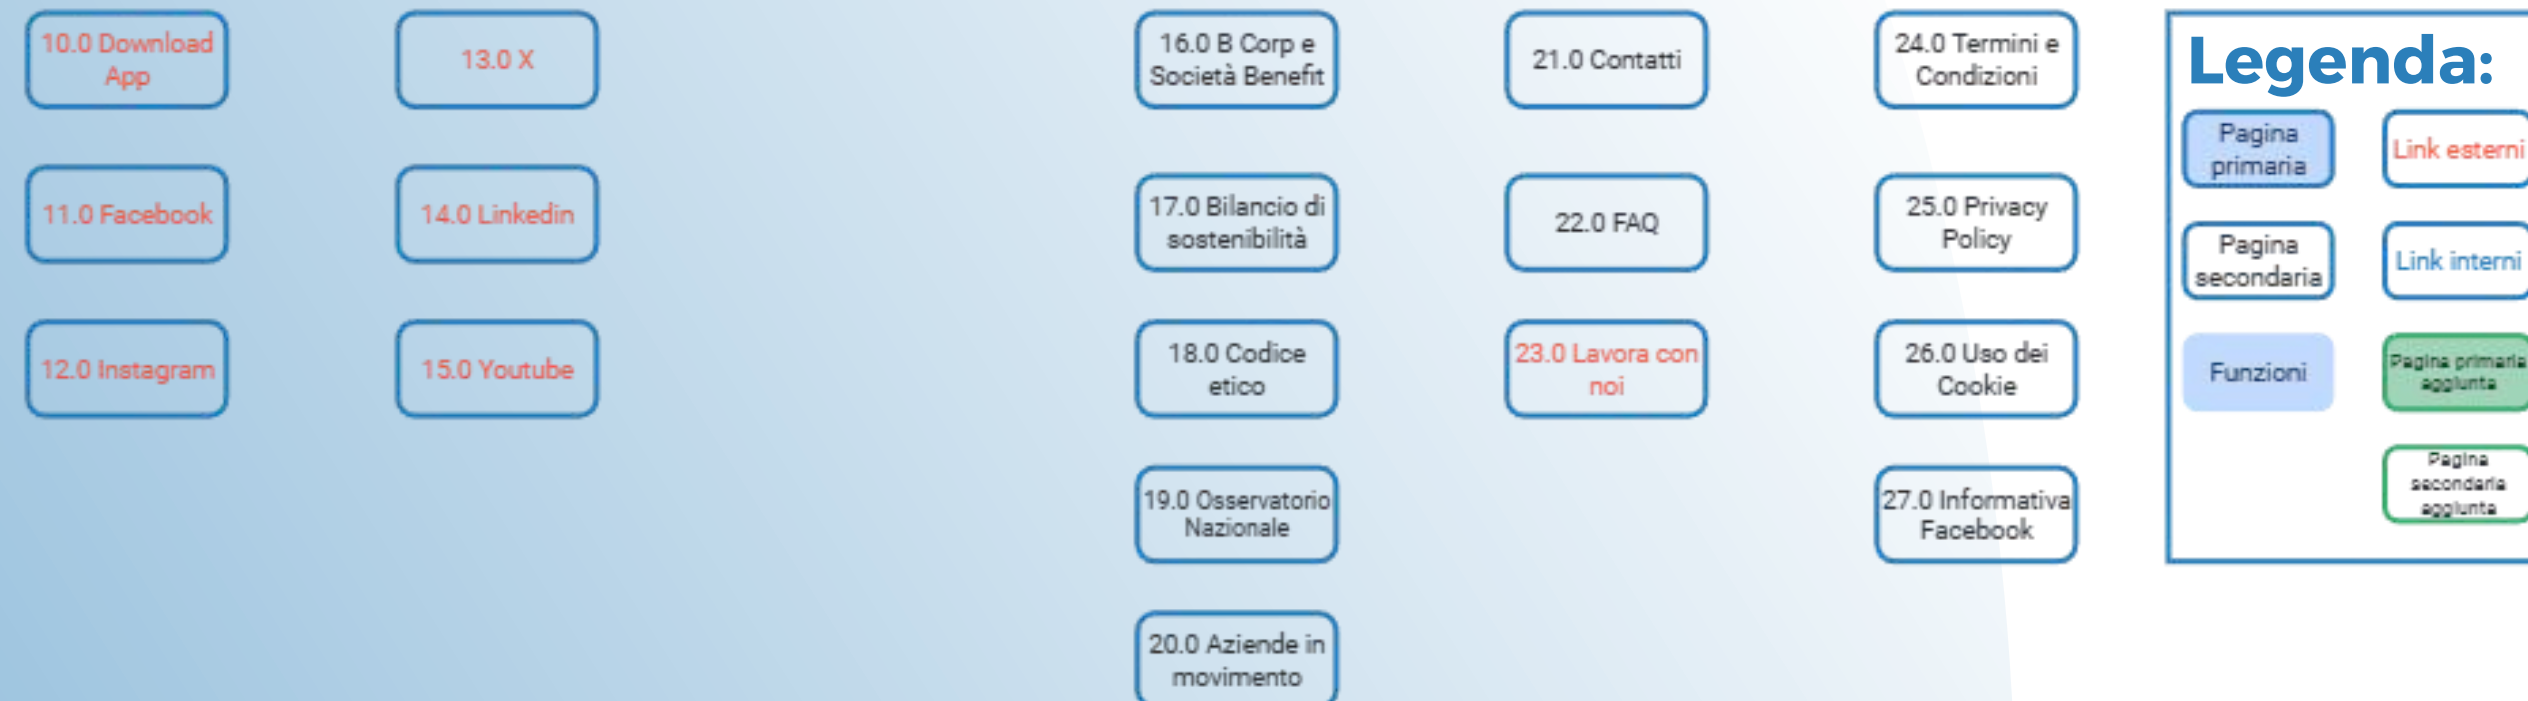 10.0 Download
App
11.0 Facebook
12.0 Instagram
13.0 X
14.0 Linkedin
15.0 Youtube
16.0 B Corp e
Società Benefit
17.0 Bilancio di
sostenibilità
18.0 Codice
etico
19.0 Osservatorio
Nazionale
20.0 Aziende in
movimento
21.0 Contatti
22.0 FAQ
23.0 Lavora con
noi
24.0 Termini e
Condizioni
25.0 Privacy
Policy
26.0 Uso dei
Cookie
27.0 Informativa
Facebook
Legenda:
Pagina
primaria
Pagina
secondaria
Funzioni
Link esterni
Link interni
Pagina primaria
aggiunta
Pagina
secondaria
aggiunta